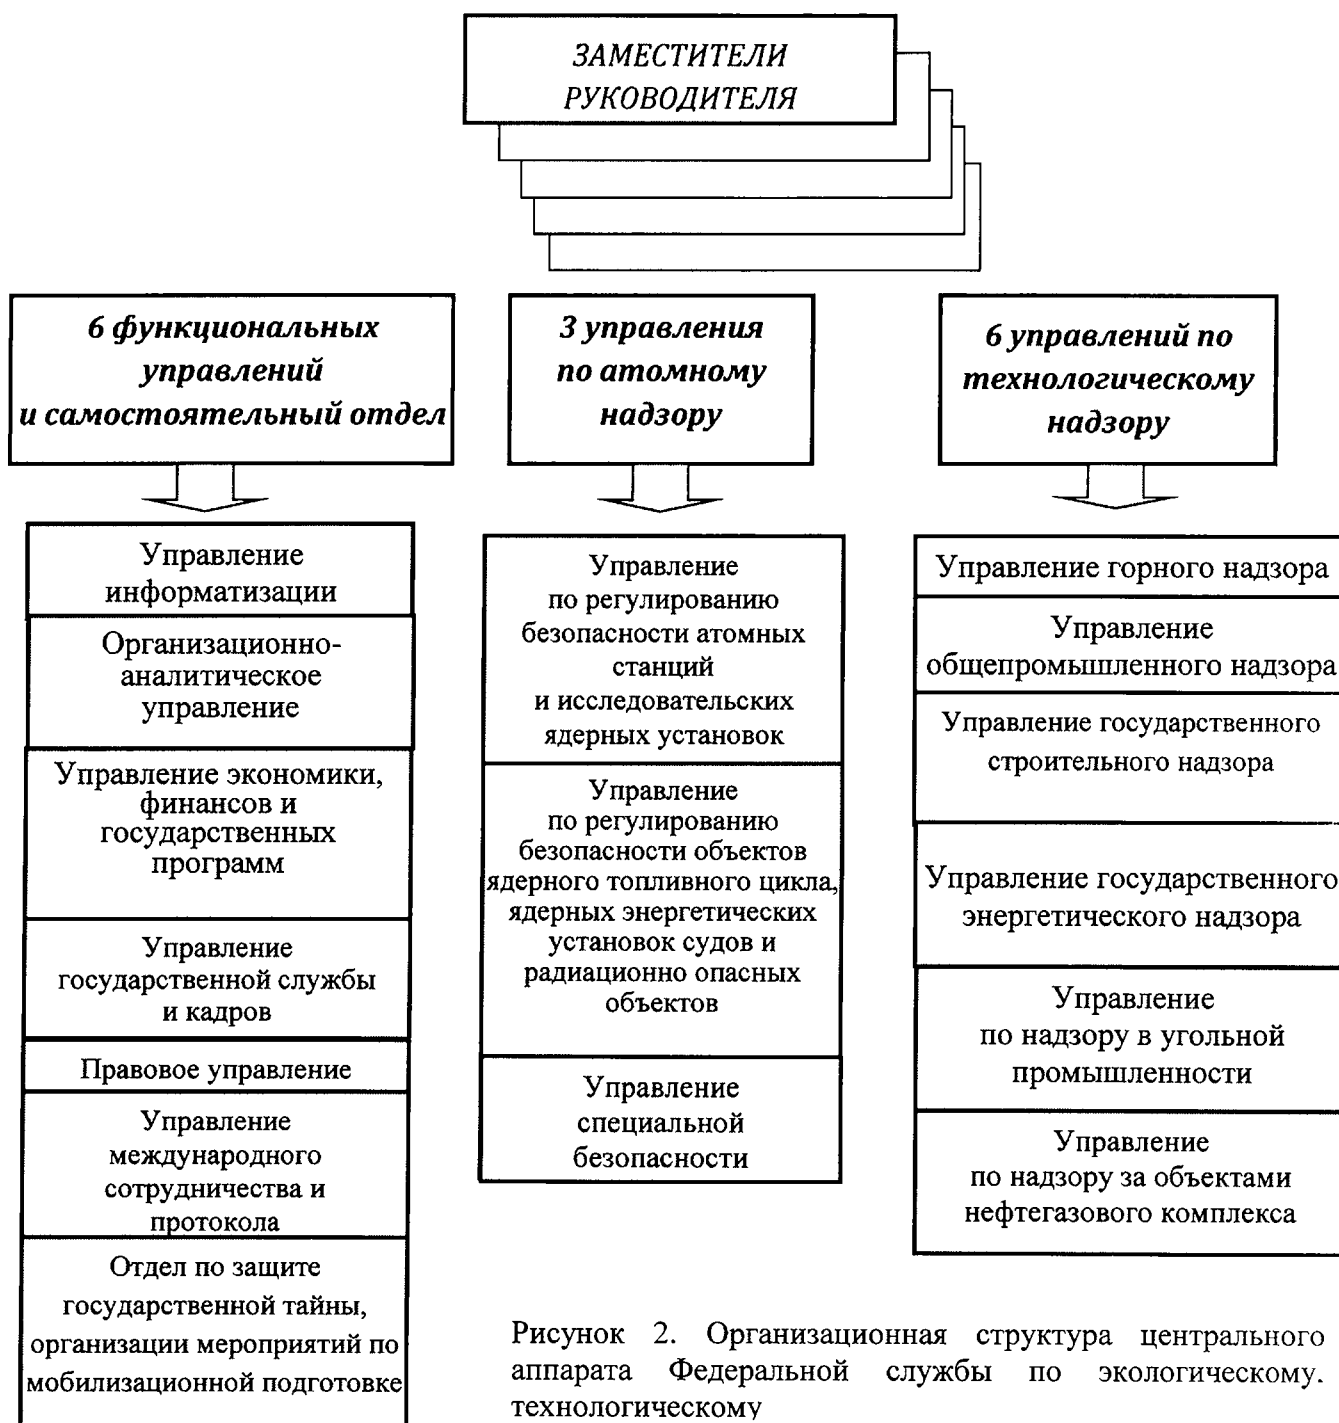 ЗАМЕСТИТЕЛИ
РУКОВОДИТЕЛЯ
6 функциональных
управлений
и самостоятельный отдел
3 управления
по атомному
надзору
6 управлений по
технологическому
надзору
Управление
информатизации
Организационно-
аналитическое
управление
Управление экономики,
финансов и
государственных
программ
Управление
государственной службы
и кадров
Правовое управление
Управление
международного
сотрудничества и
протокола
Отдел по защите
государственной тайны,
организации мероприятий по
мобилизационной подготовке
Управление
по регулированию
безопасности атомных
станций
и исследовательских
ядерных установок
Управление
по регулированию
безопасности объектов
ядерного топливного цикла,
ядерных энергетических
установок судов и
радиационно опасных
объектов
Управление
специальной
безопасности
Управление горного надзора
Управление
общепромышленного надзора
Управление государственного
строительного надзора
Управление государственного
энергетического надзора
Управление
по надзору в угольной
промышленности
Управление
по надзору за объектами
нефтегазового комплекса
Рисунок 2. Организационная структура центрального
аппарата Федеральной службы по экологическому.
технологическому